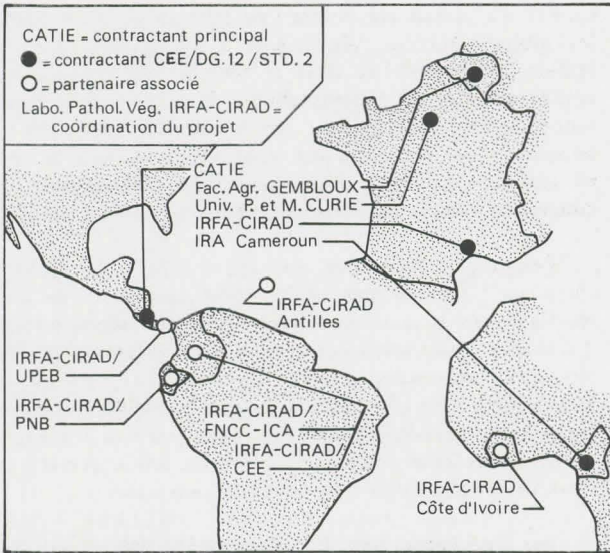 CATIE = contractant principal
● = contractant CEE/DG.12/STD.2
○ = partenaire associé
Labo. Pathol. Vég. IRFA-CIRAD =
coordination du projet
CATIE
Fac. Agr. GEMBLOUX
Univ. P. et M. CURIE
IRFA-CIRAD
IRA Cameroun
IRFA-CIRAD
Antilles
IRFA-CIRAD/
UPEB
IRFA-CIRAD/
PNB
IRFA-CIRAD/
FNCC-ICA
IRFA-CIRAD/
CEE
IRFA-CIRAD
Côte d'Ivoire